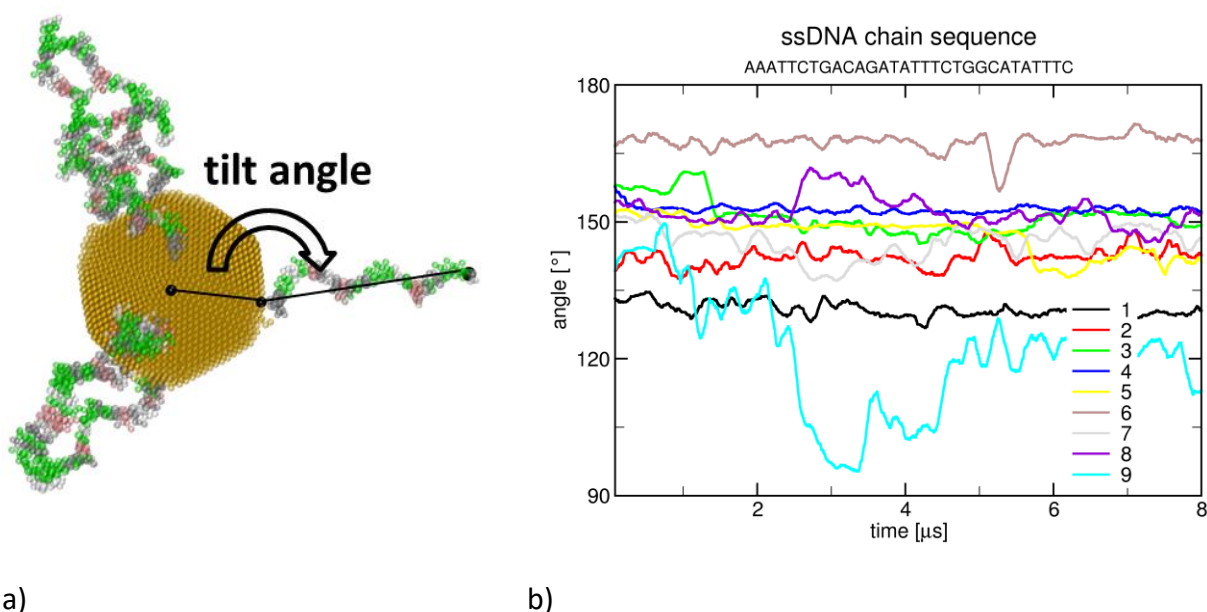 tilt angle
a)
ssDNA chain sequence
AAATTCTGACAGATATTTCTGGCATATTTC
180
150
120
90
angle [°]
1
2
3
4
5
6
7
8
9
2 4 6 8
time [μs]
b)